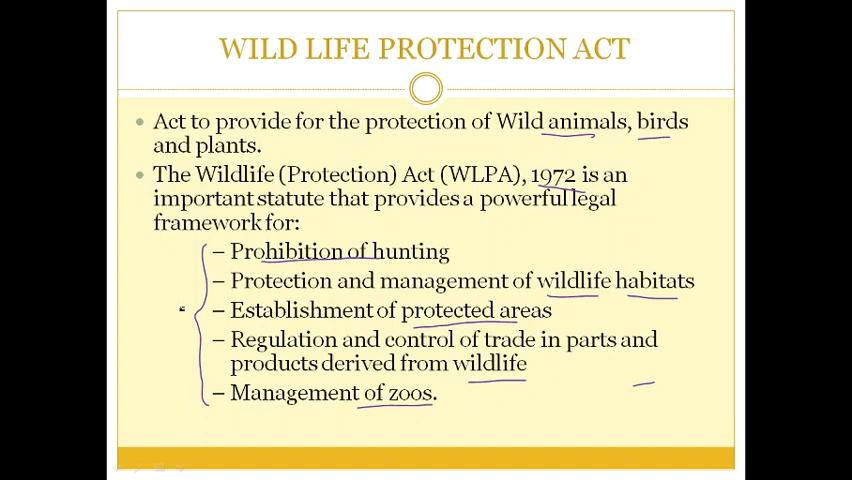 WILD LIFE PROTECTION ACT
• Act to provide for the protection of Wild animals, birds
and plants.
• The Wildlife (Protection) Act (WLPA), 1972 is an
important statute that provides a powerful legal
framework for:
– Prohibition of hunting
– Protection and management of wildlife habitats
– Establishment of protected areas
– Regulation and control of trade in parts and
products derived from wildlife
– Management of zoos.